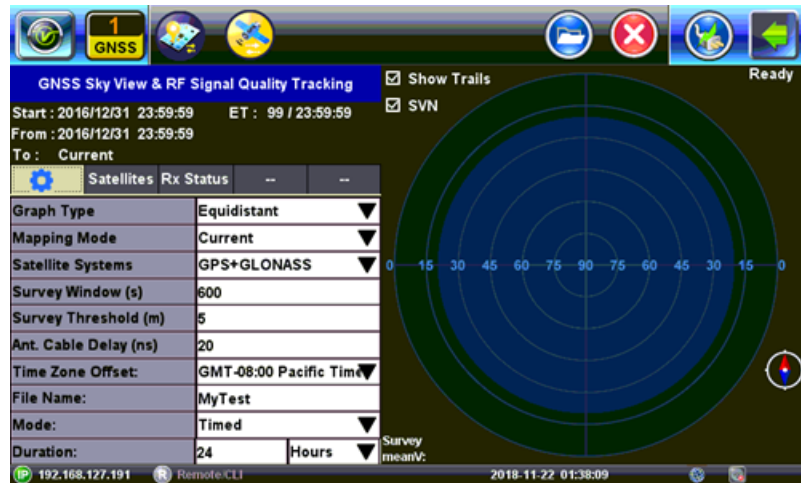 1
GNSS
GNSS Sky View & RF Signal Quality Tracking
Start : 2016/12/31 23:59:59 ET : 99 / 23:59:59
From : 2016/12/31 23:59:59
To : Current
Satellites Rx Status -- --
Graph Type Equidistant
Mapping Mode Current
Satellite Systems GPS+GLONASS
Survey Window (s) 600
Survey Threshold (m) 5
Ant. Cable Delay (ns) 20
Time Zone Offset: GMT-08:00 Pacific Time
File Name: MyTest
Mode: Timed
Duration: 24 Hours
Show Trails
SVN
Ready
0 15 30 45 60 75 90 75 60 45 30 15 0
Survey
meanV:
IP 192.168.127.191 R Remote/CLI 2018-11-22 01:38:09